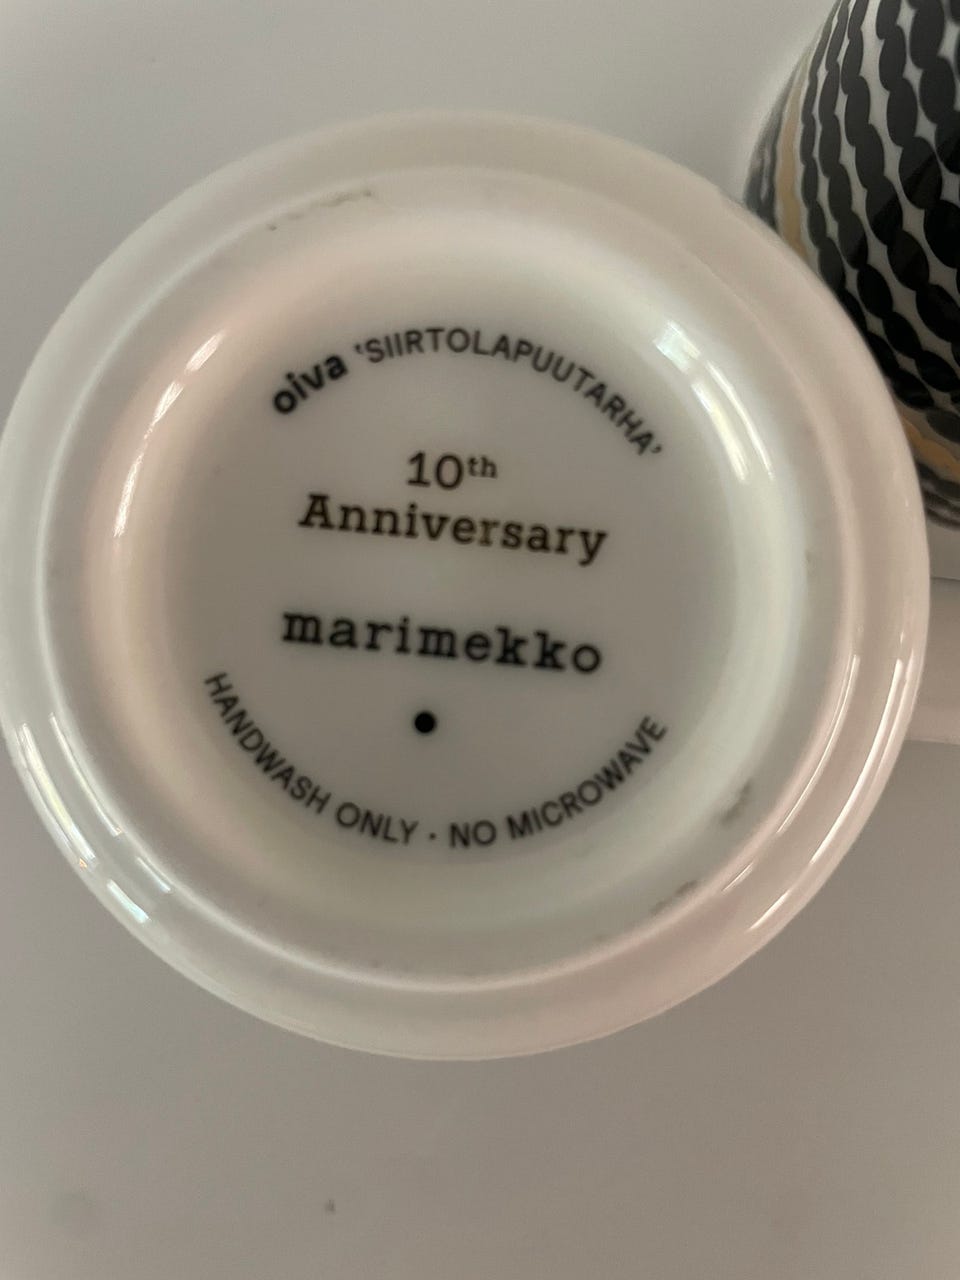 oiva 'SIIRTOLAPUUTARHA'
10th
Anniversary
marimekko
HANDWASH ONLY · NO MICROWAVE